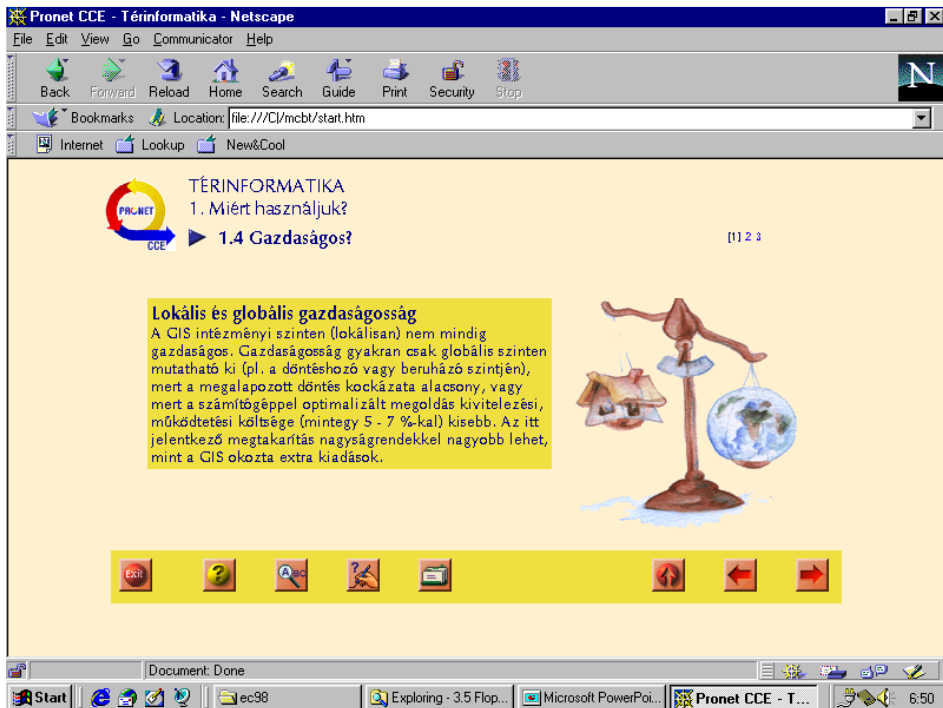 Pronet CCE - Térinformatika - Netscape
File Edit View Go Communicator Help
Back Forward Reload Home Search Guide Print Security Stop
N
Bookmarks Location: file:///C|/mcbt/start.htm
Internet Lookup New&Cool
PRONET
CCE
TÉRINFORMATIKA
1. Miért használjuk?
1.4 Gazdaságos?
[1] 2 3
Lokális és globális gazdaságosság
A GIS intézményi szinten (lokálisan) nem mindig
gazdaságos. Gazdaságosság gyakran csak globális szinten
mutatható ki (pl. a döntéshozó vagy beruházó szintjén),
mert a megalapozott döntés kockázata alacsony, vagy
mert a számítógéppel optimalizált megoldás kivitelezési,
működtetési költsége (mintegy 5 - 7 %-kal) kisebb. Az itt
jelentkező megtakarítás nagyságrendekkel nagyobb lehet,
mint a GIS okozta extra kiadások.
Exit
?
ABC
?
Document: Done
Start ec98 Exploring - 3.5 Flop... Microsoft PowerPoi... Pronet CCE - T... 6:50